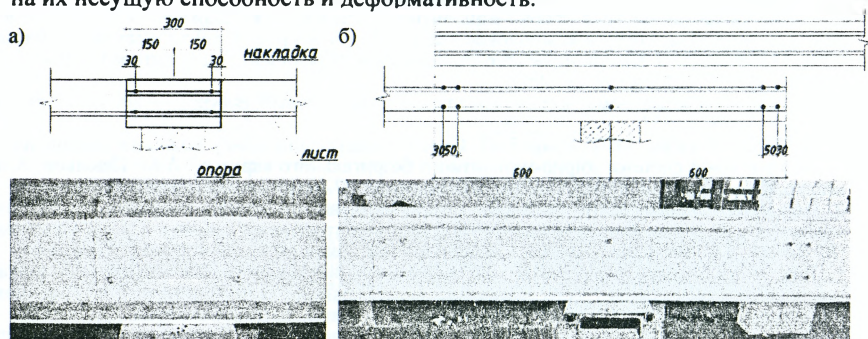 на их несущую способность и деформативность.
а)
300
150 150
30 30
накладка
лист
опора
б)
3050
5030
600 600